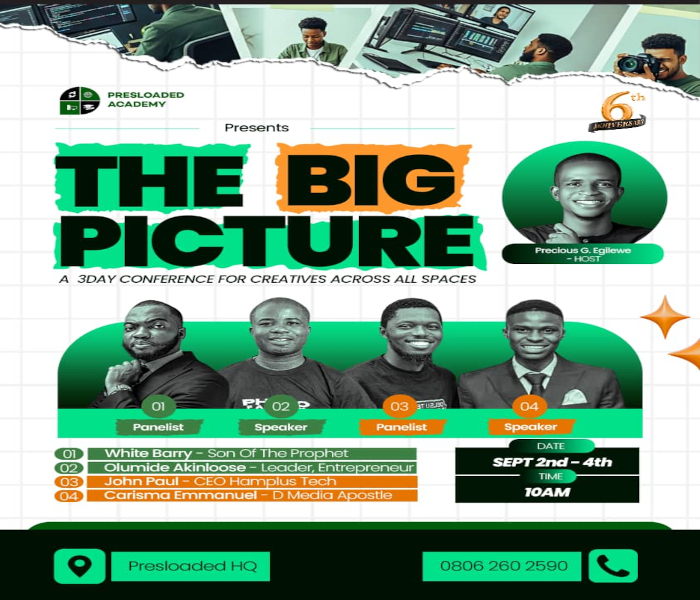 PRESLOADED
ACADEMY
6th
ANNIVERSARY
Presents
THE BIG
PICTURE
A 3DAY CONFERENCE FOR CREATIVES ACROSS ALL SPACES
Precious G. Egilewe
- HOST
01 02 03 04
Panelist Speaker Panelist Speaker
01 White Barry - Son Of The Prophet
02 Olumide Akinloose - Leader, Entrepreneur
03 John Paul - CEO Hamplus Tech
04 Carisma Emmanuel - D Media Apostle
DATE
SEPT 2nd - 4th
TIME
10AM
Presloaded HQ
0806 260 2590